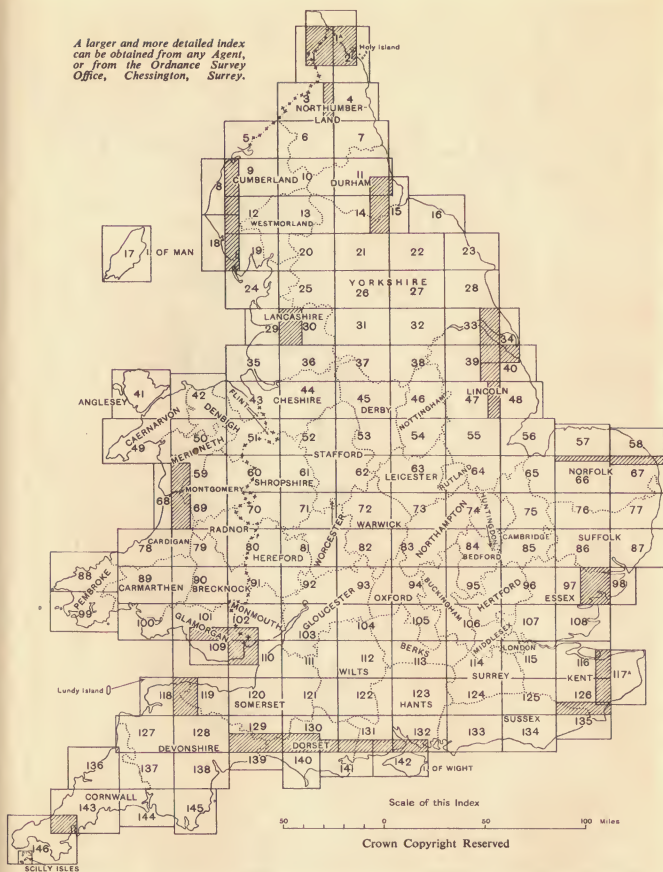 A larger and more detailed index
can be obtained from any Agent,
or from the Ordnance Survey
Office, Chessington, Surrey.
Holy Island
3 4
NORTHUMBER-
LAND
5 6 7
8 9 10 11
CUMBERLAND DURHAM
12 13 14 15 16
WESTMORLAND
17 I. OF MAN
18 19 20 21 22 23
YORKSHIRE
24 25 26 27 28
LANCASHIRE
29 30 31 32 33 34
35 36 37 38 39 40
ANGLESEY 41 42 43 44 45 46 47 48
FLINT CHESHIRE DERBY NOTTINGHAM LINCOLN
CAERNARVON DENBIGH
49 50 51 52 53 54 55 56 57 58
MERIONETH STAFFORD
59 60 61 62 63 64 65 66 67
MONTGOMERY SHROPSHIRE LEICESTER RUTLAND NORFOLK
68 69 70 71 72 73 74 75 76 77
RADNOR WORCESTER WARWICK NORTHAMPTON HUNTINGDON CAMBRIDGE SUFFOLK
CARDIGAN
78 79 80 81 82 83 84 85 86 87
HEREFORD BEDFORD
88 89 90 91 92 93 94 95 96 97 98
PEMBROKE CARMARTHEN BRECKNOCK GLOUCESTER OXFORD BUCKINGHAM HERTFORD ESSEX
99 100 101 102 103 104 105 106 107 108
GLAMORGAN MONMOUTH BERKS MIDDLESEX LONDON
109 110 111 112 113 114 115 116 117ᴬ
WILTS SURREY KENT
Lundy Island
118 119 120 121 122 123 124 125 126
SOMERSET HANTS SUSSEX
127 128 129 130 131 132 133 134 135
DEVONSHIRE DORSET
136 137 138 139 140 141 142 I. OF WIGHT
CORNWALL
143 144 145
146
SCILLY ISLES
Scale of this Index
50 0 50 100 Miles
Crown Copyright Reserved